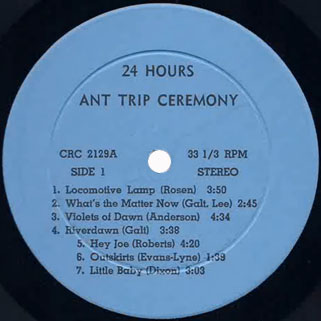 24 HOURS
ANT TRIP CEREMONY
CRC 2129A 33 1/3 RPM
SIDE 1 STEREO
1. Locomotive Lamp (Rosen) 3:50
2. What's the Matter Now (Galt, Lee) 2:45
3. Violets of Dawn (Anderson) 4:34
4. Riverdawn (Galt) 3:38
5. Hey Joe (Roberts) 4:20
6. Outskirts (Evans-Lyne) 1:39
7. Little Baby (Dixon) 3:03